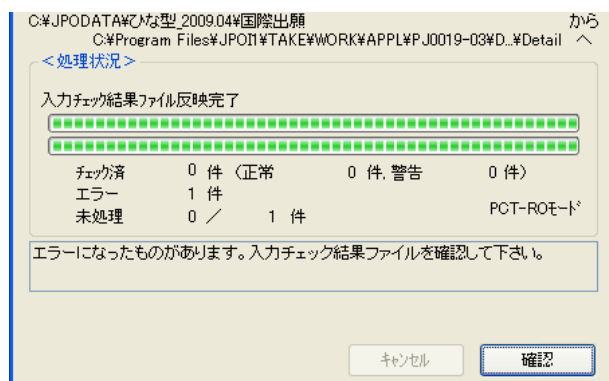 C:¥JPODATA¥ひな型_2009.04¥国際出願 から
C:¥Program Files¥JPOI1¥TAKE¥WORK¥APPL¥PJ0019-03¥D...¥Detail へ
<処理状況>
入力ﾁｪｯｸ結果ﾌｧｲﾙ反映完了
ﾁｪｯｸ済 0 件 (正常 0 件, 警告 0 件)
エラー 1 件
未処理 0 / 1 件 PCT-ROﾓｰﾄﾞ
エラーになったものがあります。入力チェック結果ファイルを確認して下さい。
ｷｬﾝｾﾙ 確認